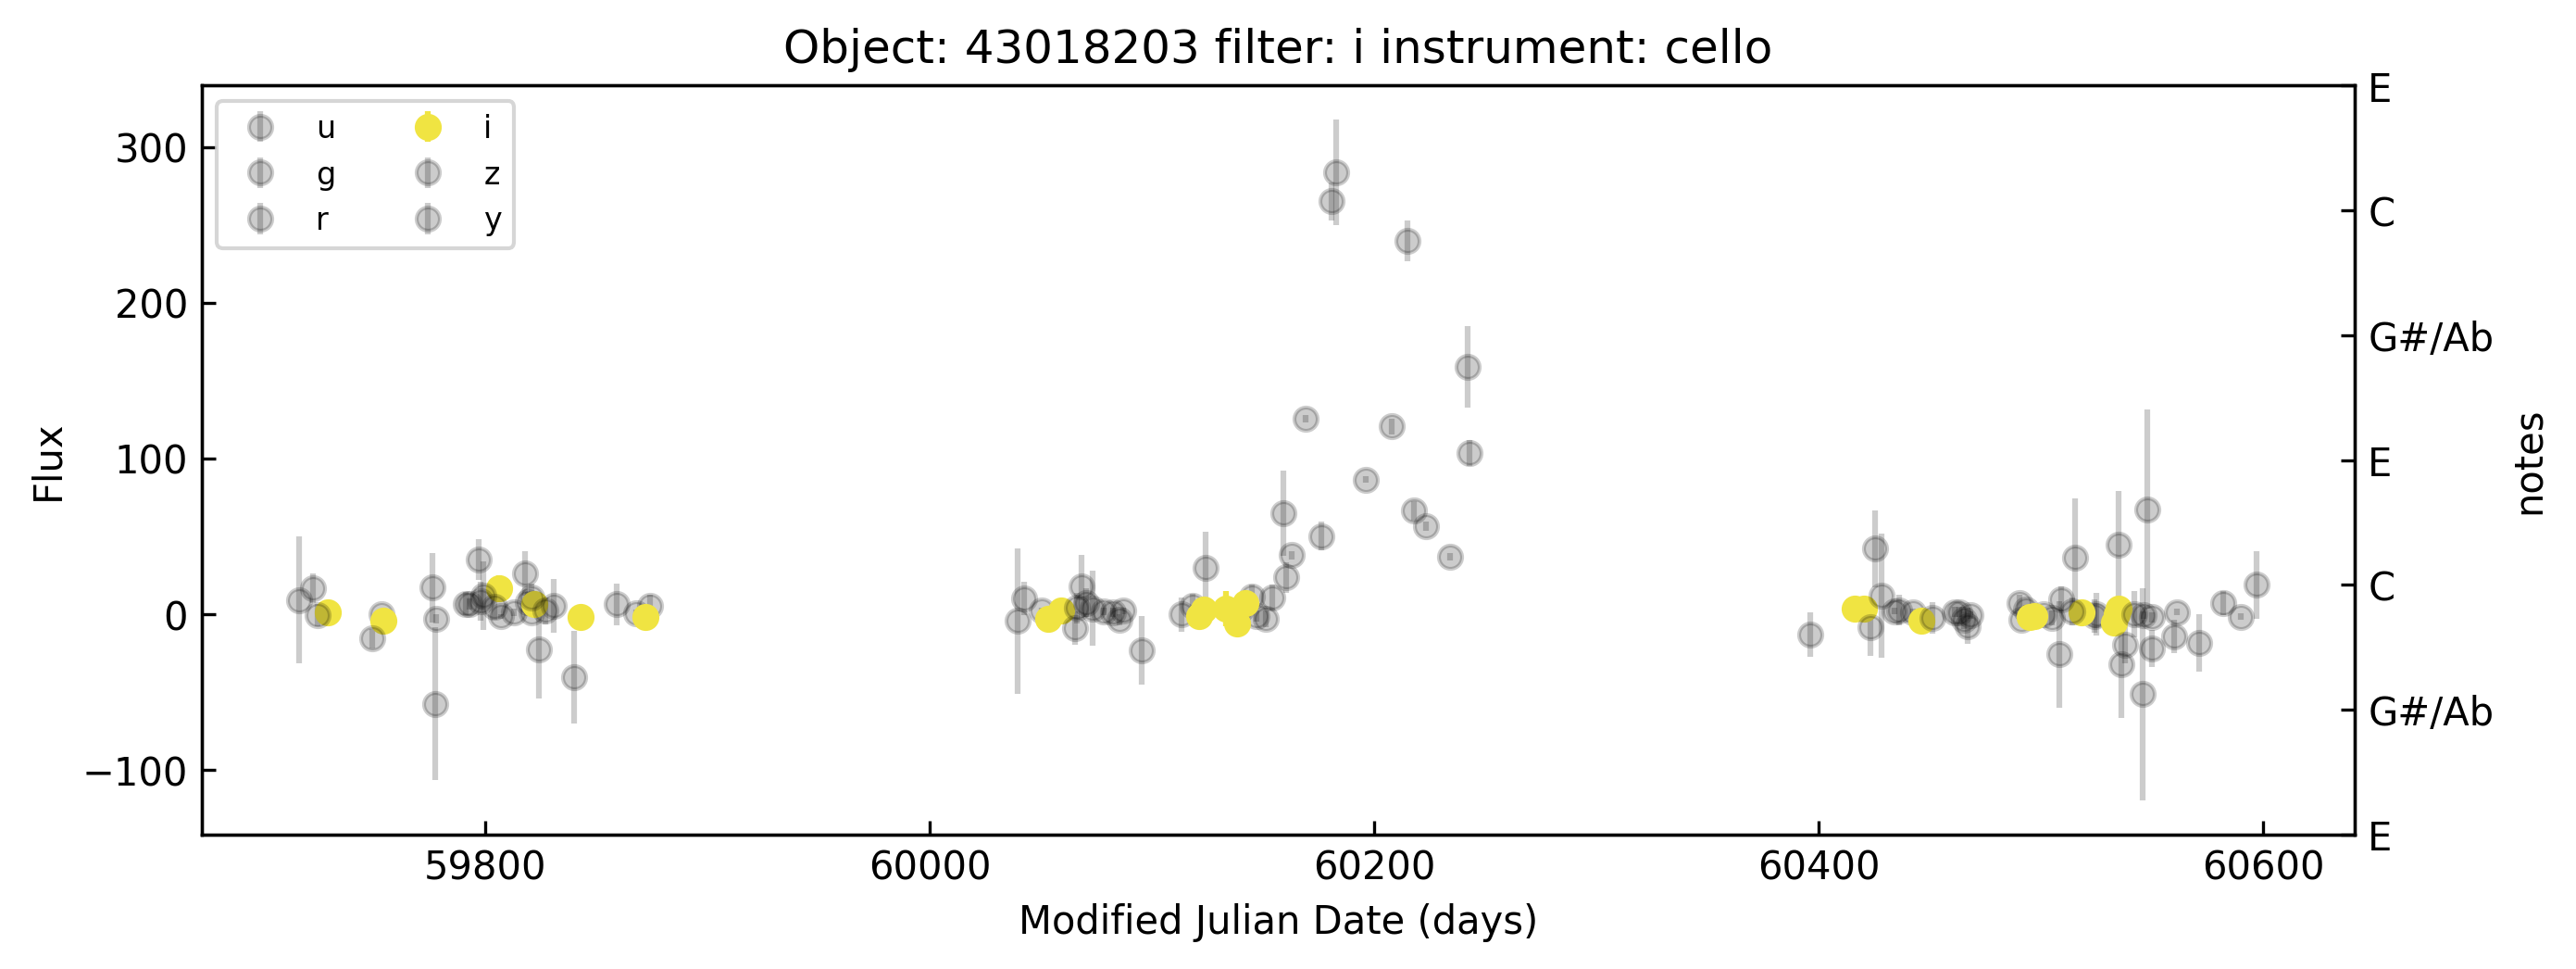 Object: 43018203 filter: i instrument: cello
u i
g z
r y
300
200
100
0
−100
Flux
E
C
G#/Ab
E
C
G#/Ab
E
notes
59800 60000 60200 60400 60600
Modified Julian Date (days)